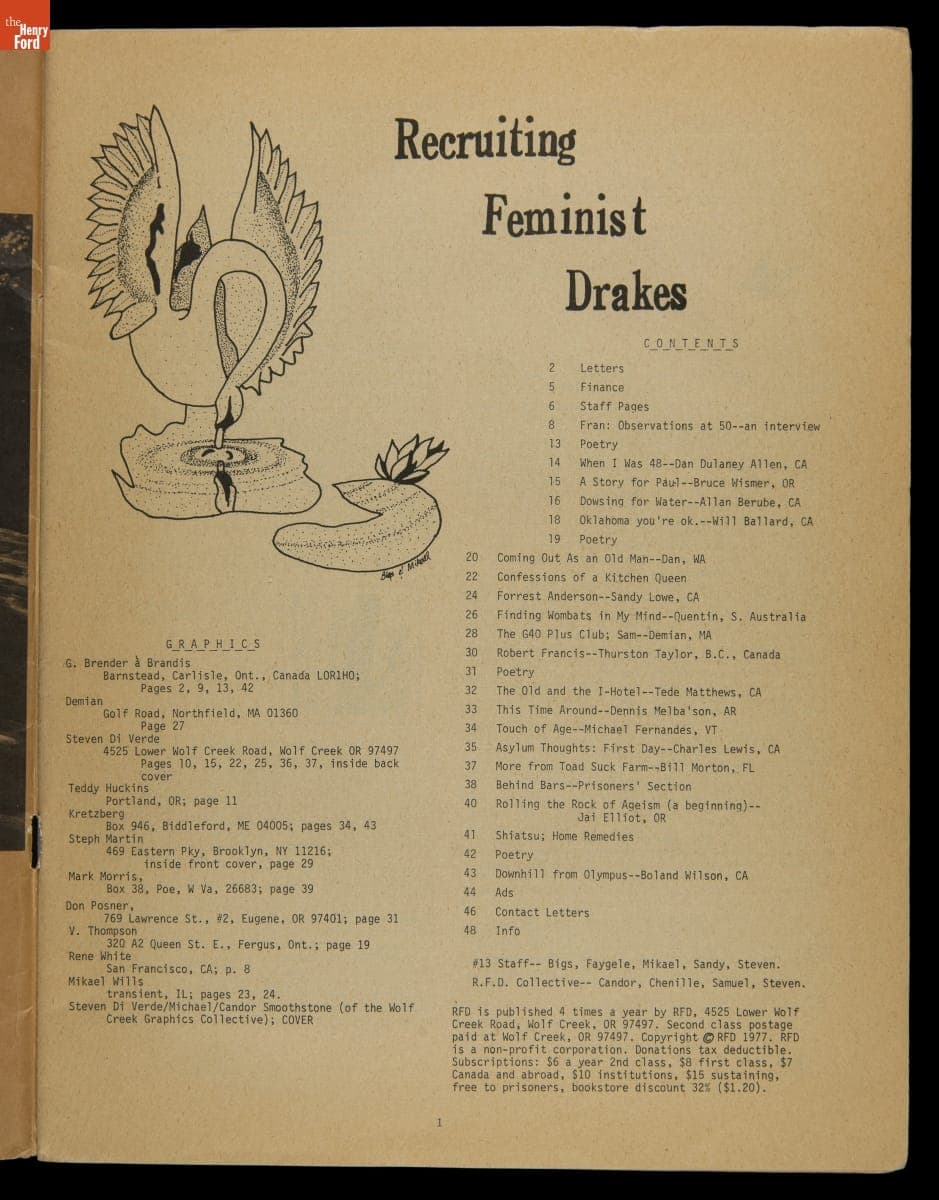 the
Henry
Ford
Recruiting
Feminist
Drakes
CONTENTS
2 Letters
5 Finance
6 Staff Pages
8 Fran: Observations at 50--an interview
13 Poetry
14 When I Was 48--Dan Dulaney Allen, CA
15 A Story for Paul--Bruce Wismer, OR
16 Dowsing for Water--Allan Berube, CA
18 Oklahoma you're ok.--Will Ballard, CA
19 Poetry
20 Coming Out As an Old Man--Dan, WA
22 Confessions of a Kitchen Queen
24 Forrest Anderson--Sandy Lowe, CA
26 Finding Wombats in My Mind--Quentin, S. Australia
28 The G40 Plus Club; Sam--Demian, MA
30 Robert Francis--Thurston Taylor, B.C., Canada
31 Poetry
32 The Old and the I-Hotel--Tede Matthews, CA
33 This Time Around--Dennis Melba'son, AR
34 Touch of Age--Michael Fernandes, VT
35 Asylum Thoughts: First Day--Charles Lewis, CA
37 More from Toad Suck Farm--Bill Morton, FL
38 Behind Bars--Prisoners' Section
40 Rolling the Rock of Ageism (a beginning)--
Jai Elliot, OR
41 Shiatsu; Home Remedies
42 Poetry
43 Downhill from Olympus--Boland Wilson, CA
44 Ads
46 Contact Letters
48 Info
#13 Staff-- Bigs, Faygele, Mikael, Sandy, Steven.
R.F.D. Collective-- Candor, Chenille, Samuel, Steven.
RFD is published 4 times a year by RFD, 4525 Lower Wolf
Creek Road, Wolf Creek, OR 97497. Second class postage
paid at Wolf Creek, OR 97497. Copyright © RFD 1977. RFD
is a non-profit corporation. Donations tax deductible.
Subscriptions: $6 a year 2nd class, $8 first class, $7
Canada and abroad, $10 institutions, $15 sustaining,
free to prisoners, bookstore discount 32% ($1.20).
GRAPHICS
G. Brender à Brandis
Barnstead, Carlisle, Ont., Canada LOR1HO;
Pages 2, 9, 13, 42
Demian
Golf Road, Northfield, MA 01360
Page 27
Steven Di Verde
4525 Lower Wolf Creek Road, Wolf Creek OR 97497
Pages 10, 15, 22, 25, 36, 37, inside back
cover
Teddy Huckins
Portland, OR; page 11
Kretzberg
Box 946, Biddleford, ME 04005; pages 34, 43
Steph Martin
469 Eastern Pky, Brooklyn, NY 11216;
inside front cover, page 29
Mark Morris,
Box 38, Poe, W Va, 26683; page 39
Don Posner,
769 Lawrence St., #2, Eugene, OR 97401; page 31
V. Thompson
320 A2 Queen St. E., Fergus, Ont.; page 19
Rene White
San Francisco, CA; p. 8
Mikael Wills
transient, IL; pages 23, 24.
Steven Di Verde/Michael/Candor Smoothstone (of the Wolf
Creek Graphics Collective); COVER
1